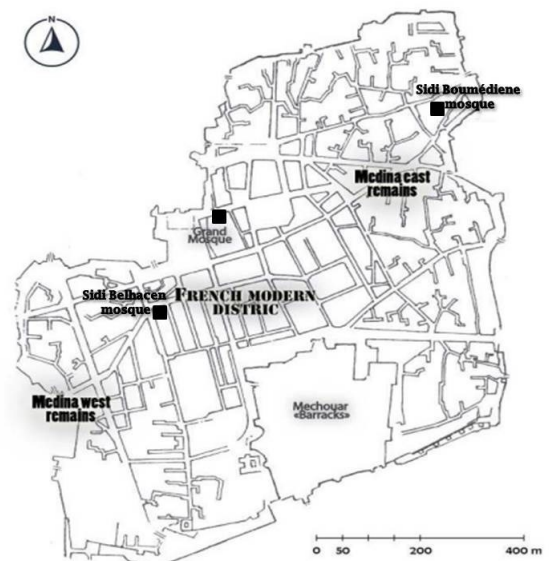 N
Sidi Boumédiene
mosque
Medina east
remains
Grand
Mosque
Sidi Belhacen
mosque
FRENCH MODERN
DISTRIC
Medina west
remains
Mechouar
«Barracks»
0 50 200 400 m